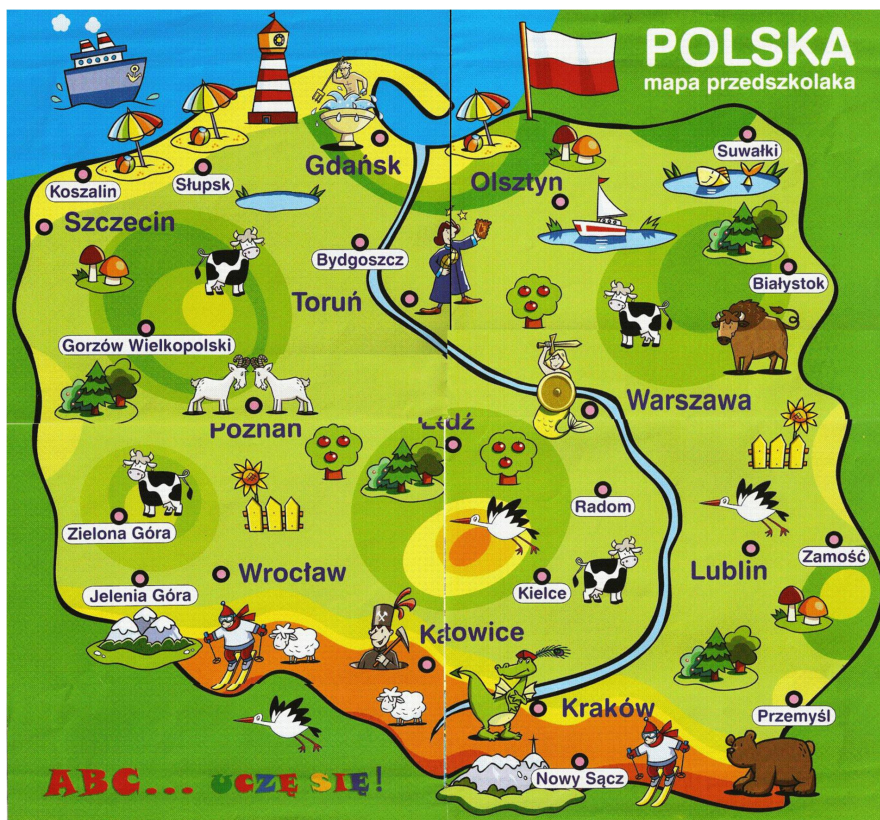 POLSKA
mapa przedszkolaka
Suwałki
Gdańsk
Olsztyn
Koszalin
Słupsk
Szczecin
Bydgoszcz
Białystok
Toruń
Gorzów Wielkopolski
Warszawa
Poznań
Łódź
Radom
Zielona Góra
Zamość
Lublin
Wrocław
Jelenia Góra
Kielce
Katowice
Kraków
Przemyśl
Nowy Sącz
ABC... UCZĘ SIĘ!